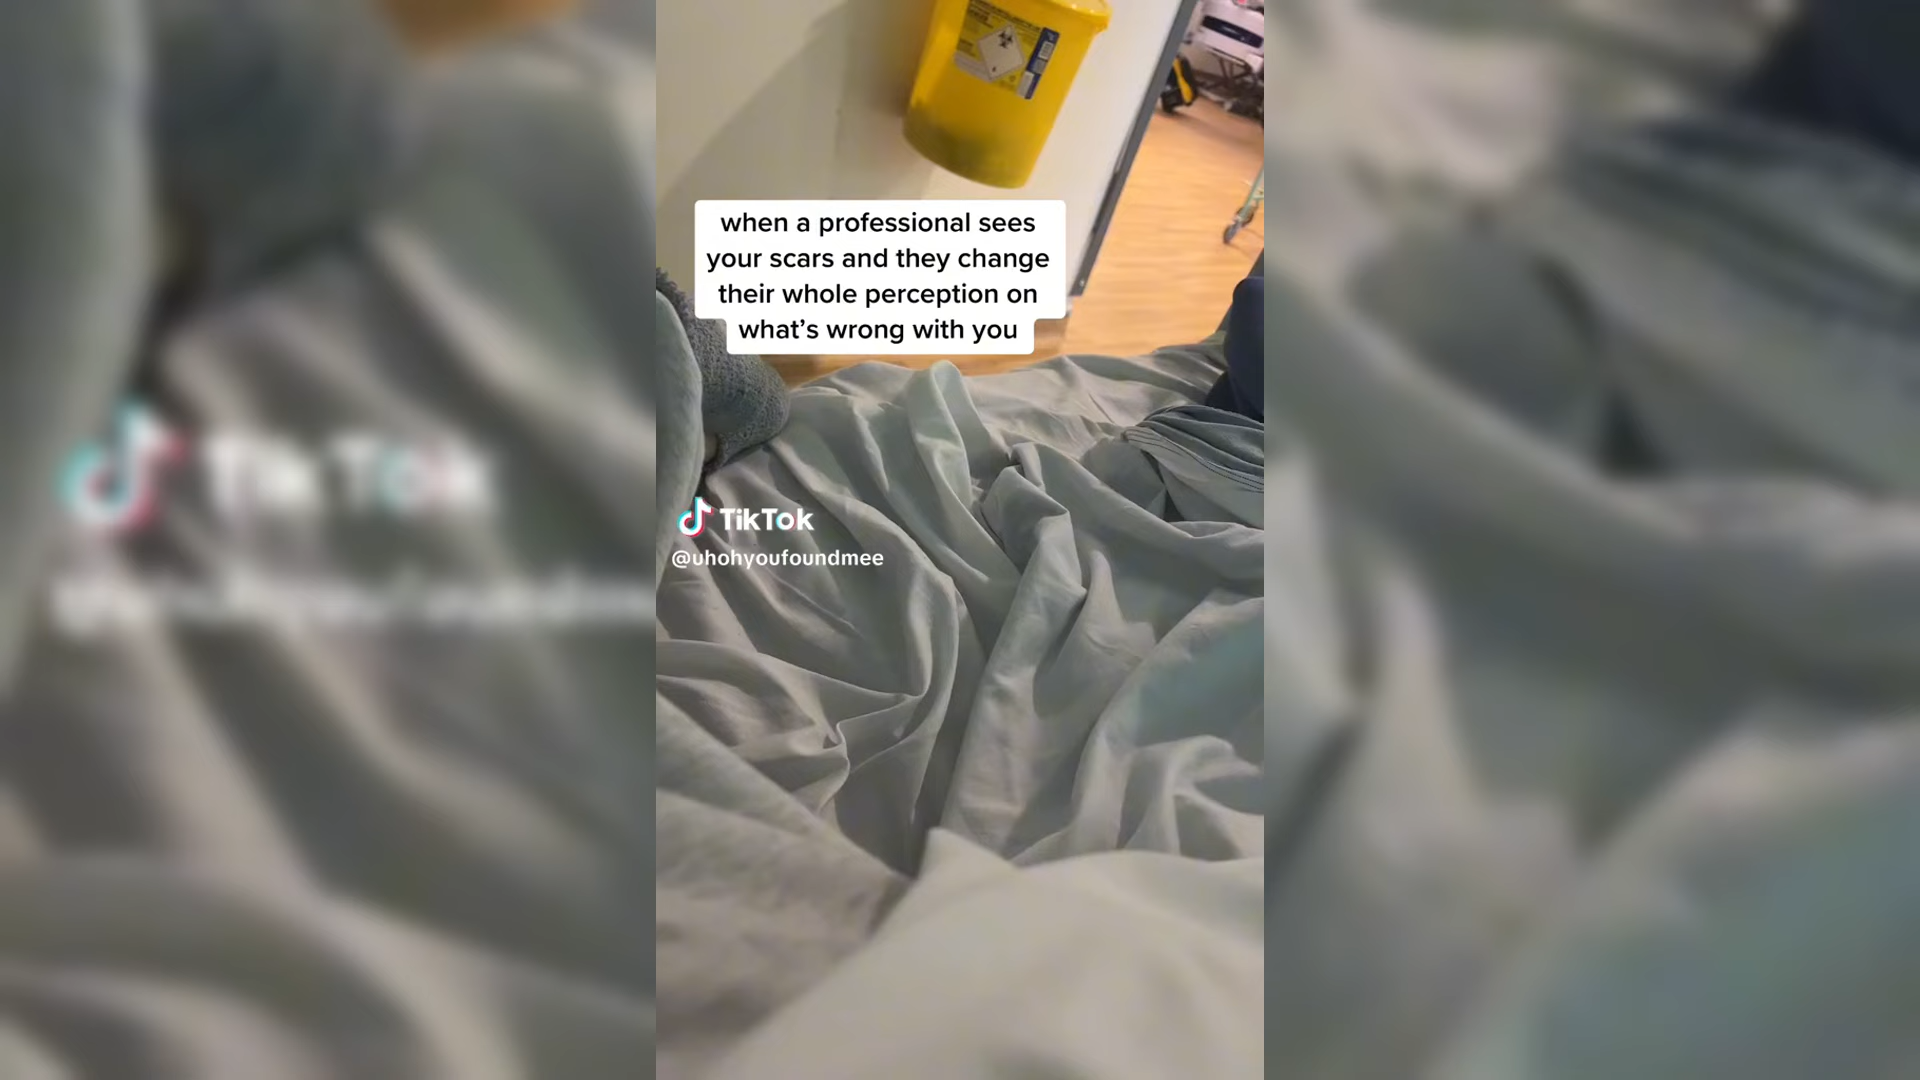 when a professional sees
your scars and they change
their whole perception on
what's wrong with you
TikTok
@uhohyoufoundmee